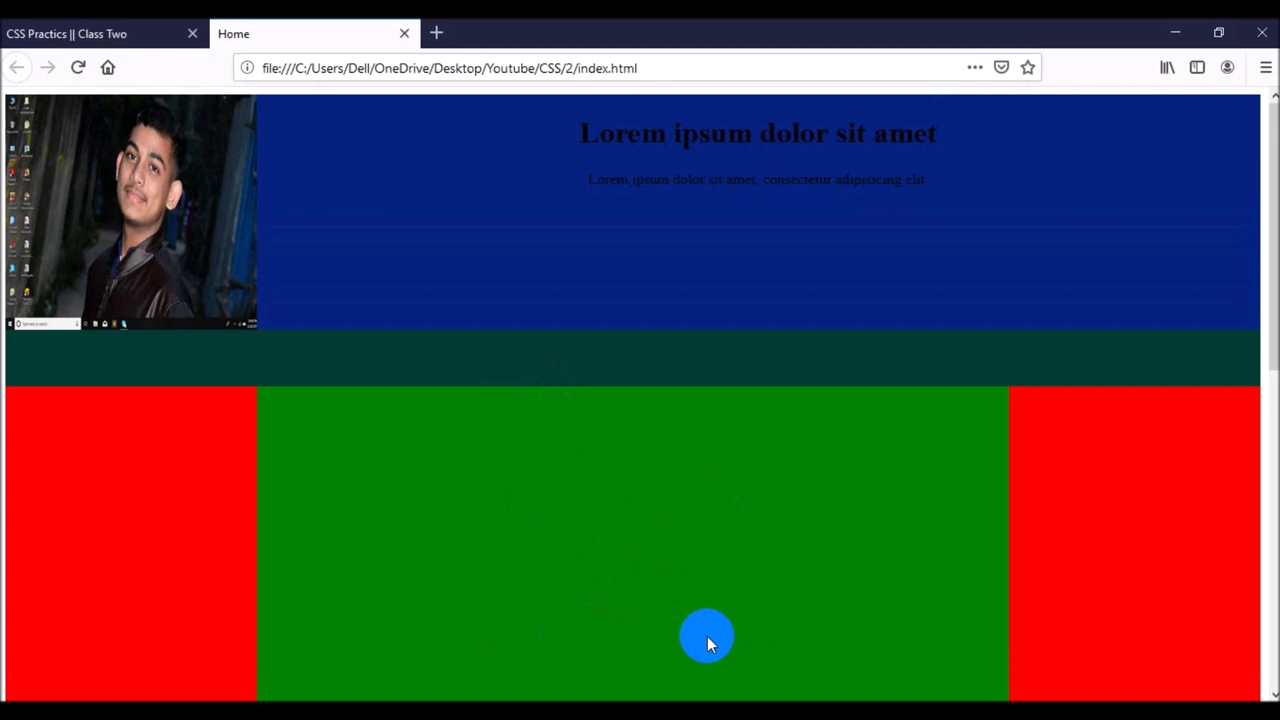 CSS Practics || Class Two
Home
file:///C:/Users/Dell/OneDrive/Desktop/Youtube/CSS/2/index.html
Lorem ipsum dolor sit amet
Lorem ipsum dolor sit amet, consectetur adipisicing elit